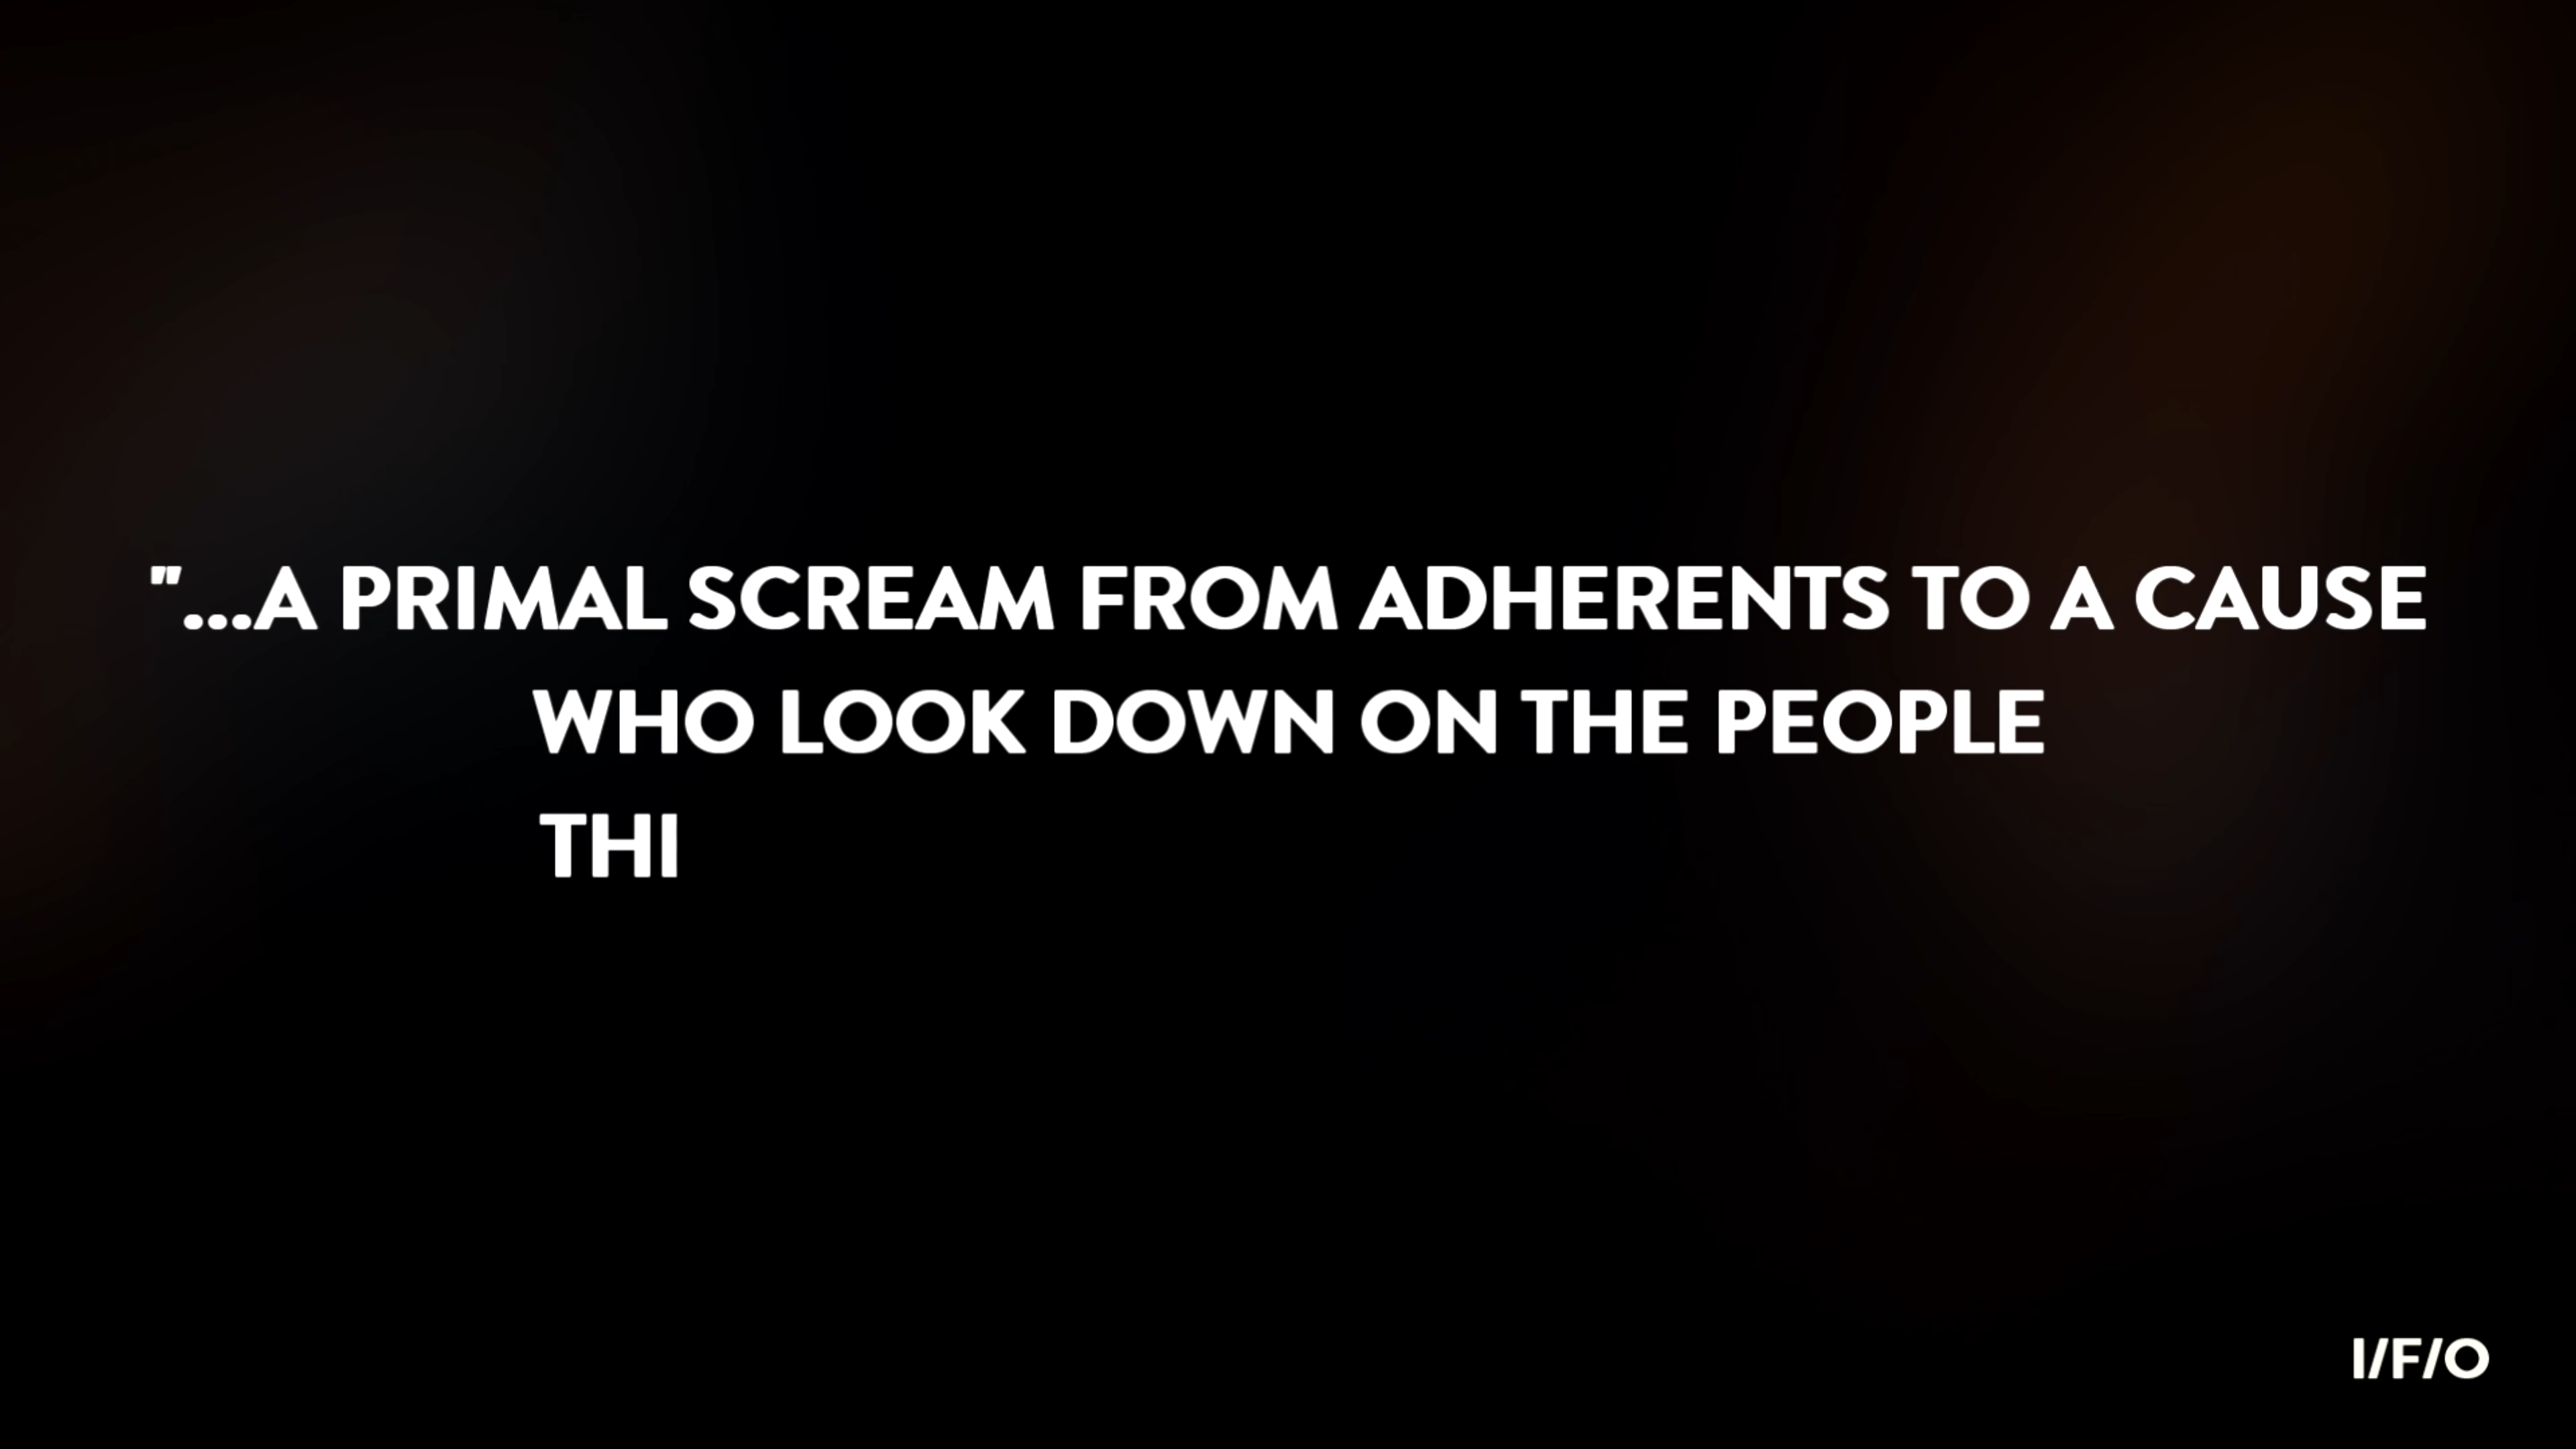 "...A PRIMAL SCREAM FROM ADHERENTS TO A CAUSE
WHO LOOK DOWN ON THE PEOPLE
THI
I/F/O